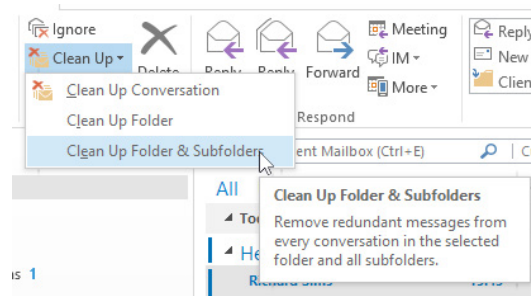 Ignore
Clean Up
Delete
Reply
Reply
Forward
Meeting
IM
More
Reply
New
Clien
Clean Up Conversation
Clean Up Folder
Clean Up Folder & Subfolders
Respond
ent Mailbox (Ctrl+E)
All
Clean Up Folder & Subfolders
Remove redundant messages from
every conversation in the selected
folder and all subfolders.
1